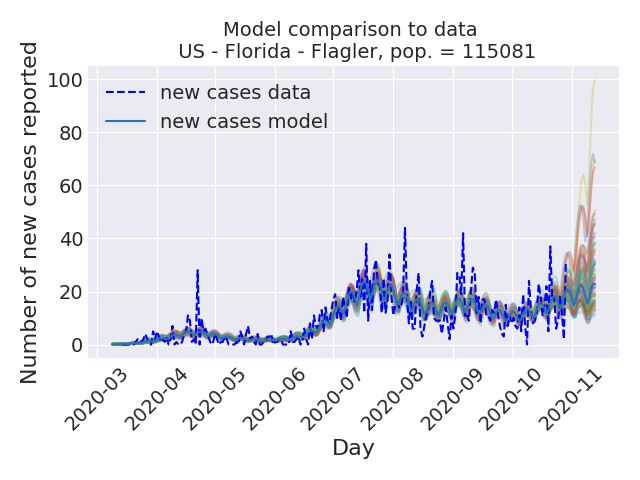 Model comparison to data
US - Florida - Flagler, pop. = 115081
Number of new cases reported
100
80
60
40
20
0
new cases data
new cases model
2020-03
2020-04
2020-05
2020-06
2020-07
2020-08
2020-09
2020-10
2020-11
Day